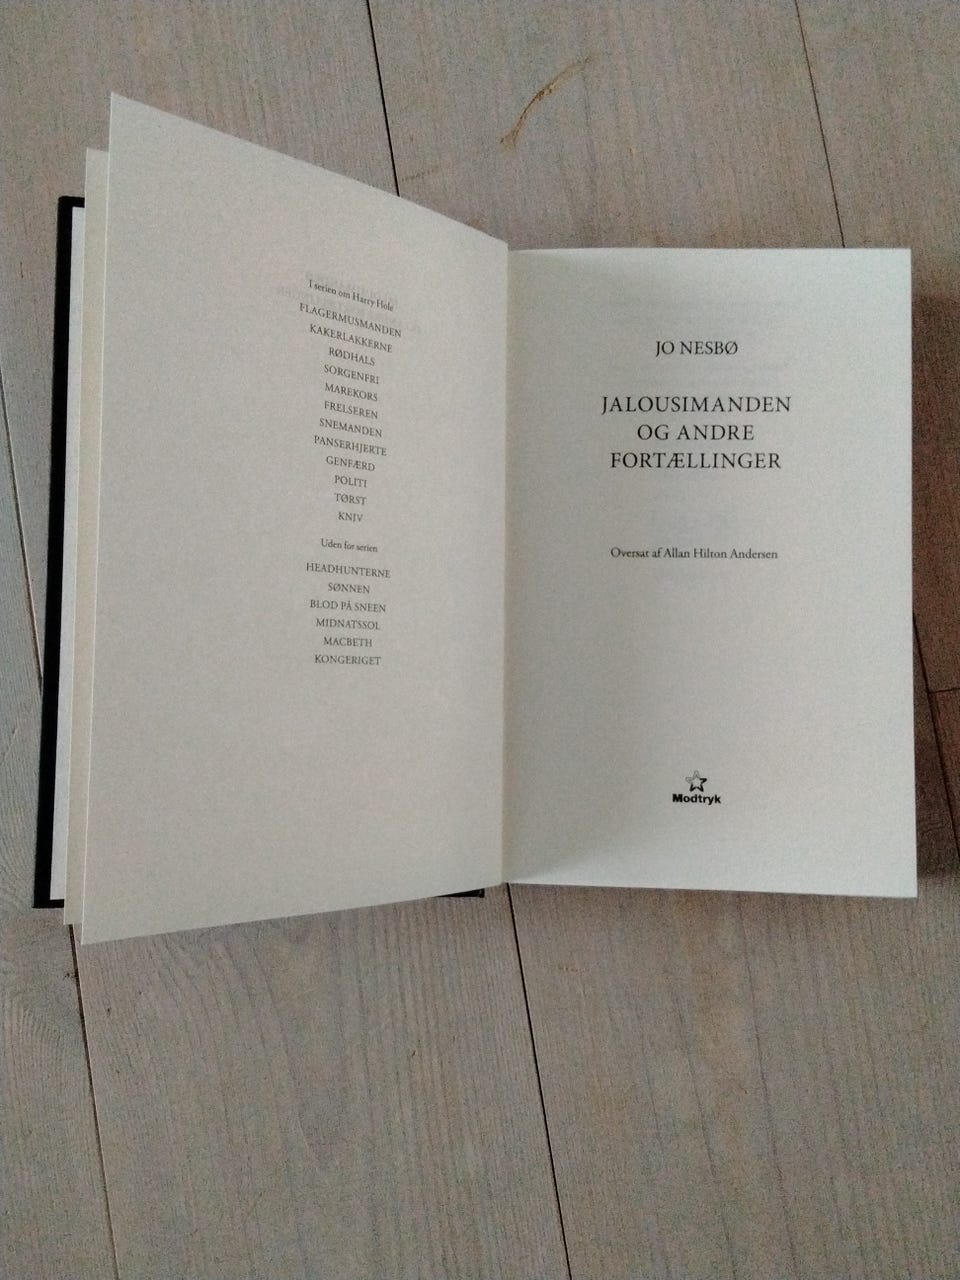 I serien om Harry Hole
FLAGERMUSMANDEN
KAKERLAKKERNE
RØDHALS
SORGENFRI
MAREKORS
FRELSEREN
SNEMANDEN
PANSERHJERTE
GENFÆRD
POLITI
TØRST
KNIV
Uden for serien
HEADHUNTERNE
SØNNEN
BLOD PÅ SNEEN
MIDNATSSOL
MACBETH
KONGERIGET
JO NESBØ
JALOUSIMANDEN
OG ANDRE
FORTÆLLINGER
Oversat af Allan Hilton Andersen
Modtryk